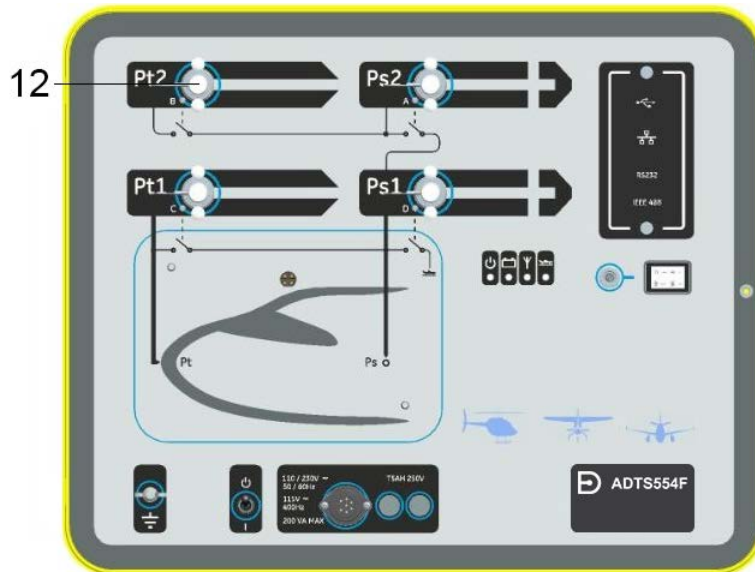 12
Pt2
Ps2
B
A
Pt1
Ps1
C
D
RS232
IEEE 488
Pt
Ps
110 / 230V ~
50 / 60Hz
115V ~
400Hz
200 VA MAX
T5AH 250V
I
ADTS554F